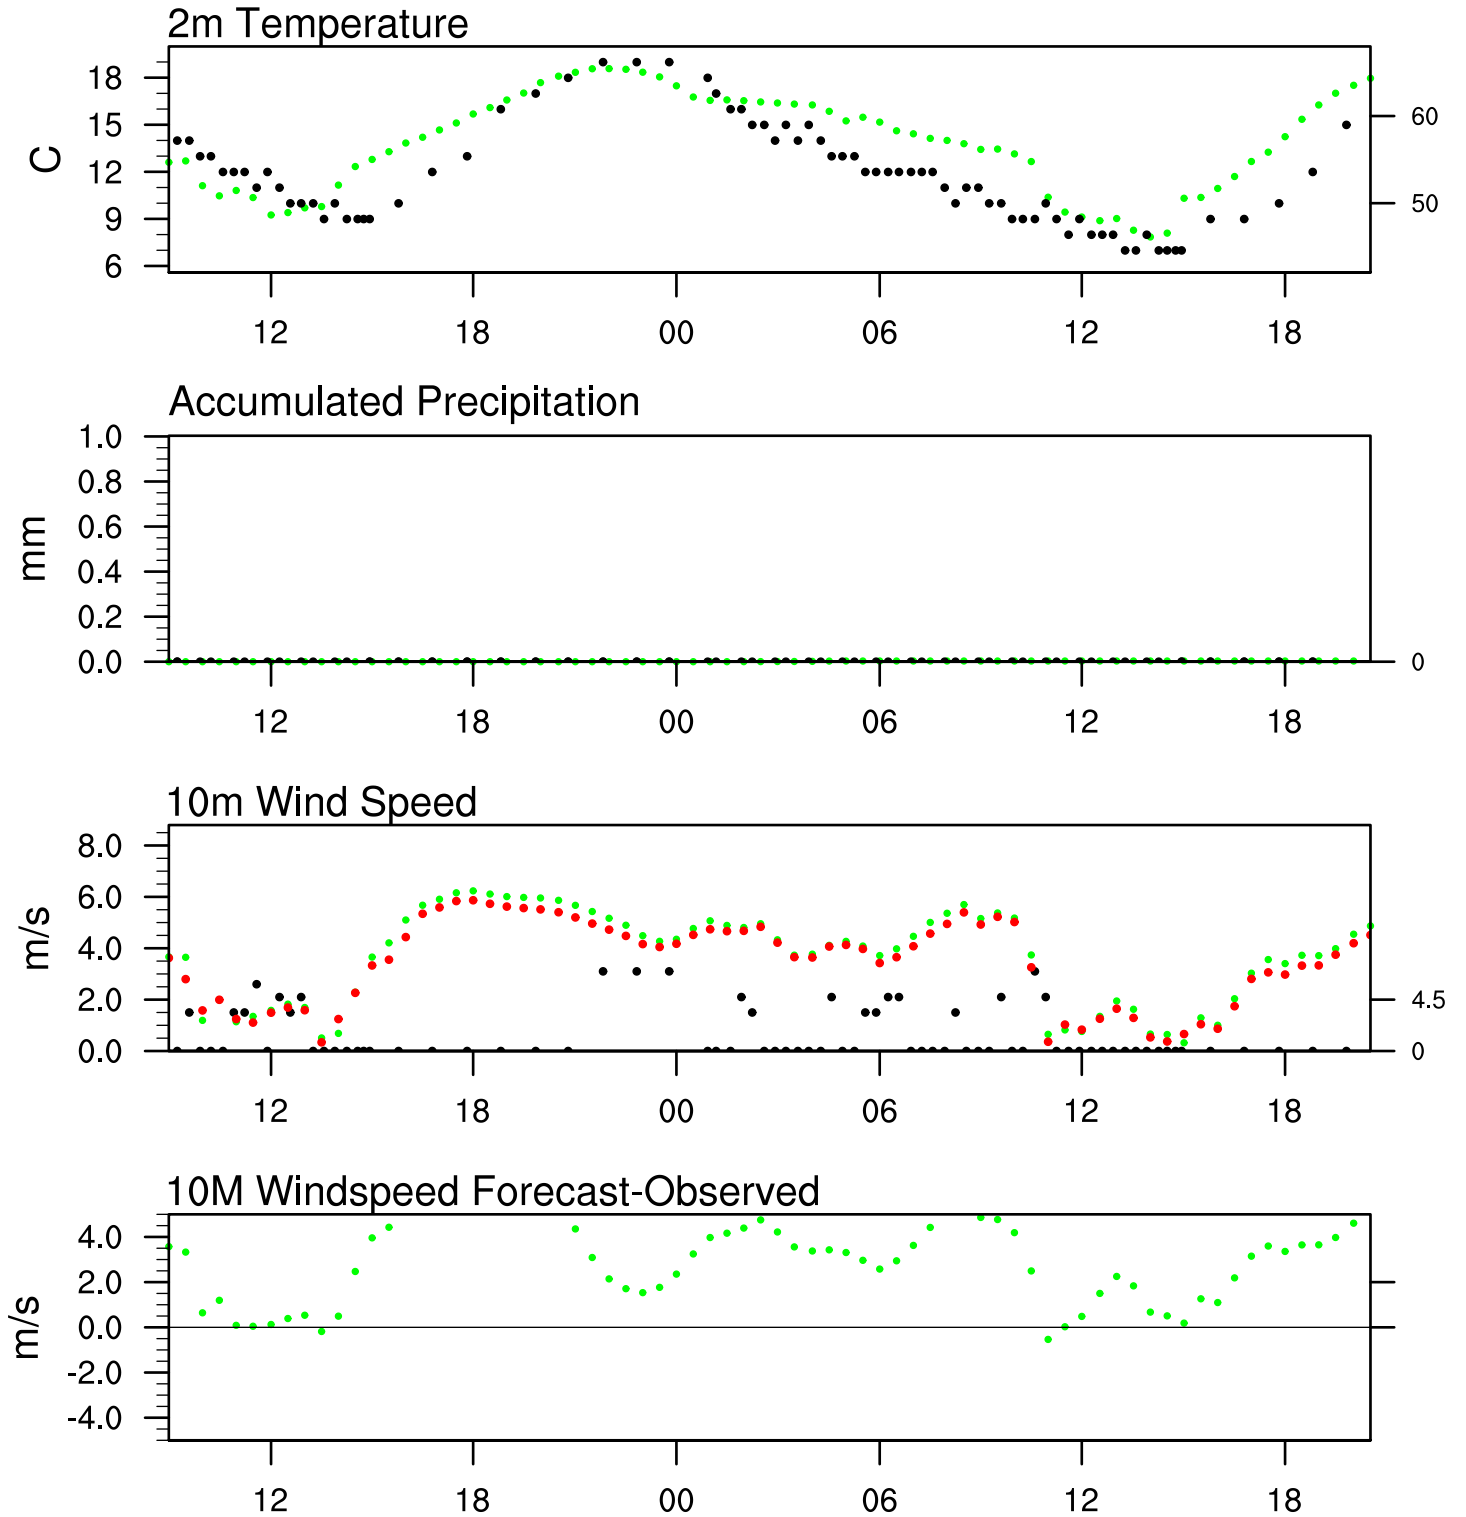 2m Temperature
18
15
12
9
6
C
60
50
12 18 00 06 12 18
Accumulated Precipitation
1.0
0.8
0.6
0.4
0.2
0.0
mm
0
12 18 00 06 12 18
10m Wind Speed
8.0
6.0
4.0
2.0
0.0
m/s
4.5
0
12 18 00 06 12 18
10M Windspeed Forecast-Observed
4.0
2.0
0.0
-2.0
-4.0
m/s
12 18 00 06 12 18